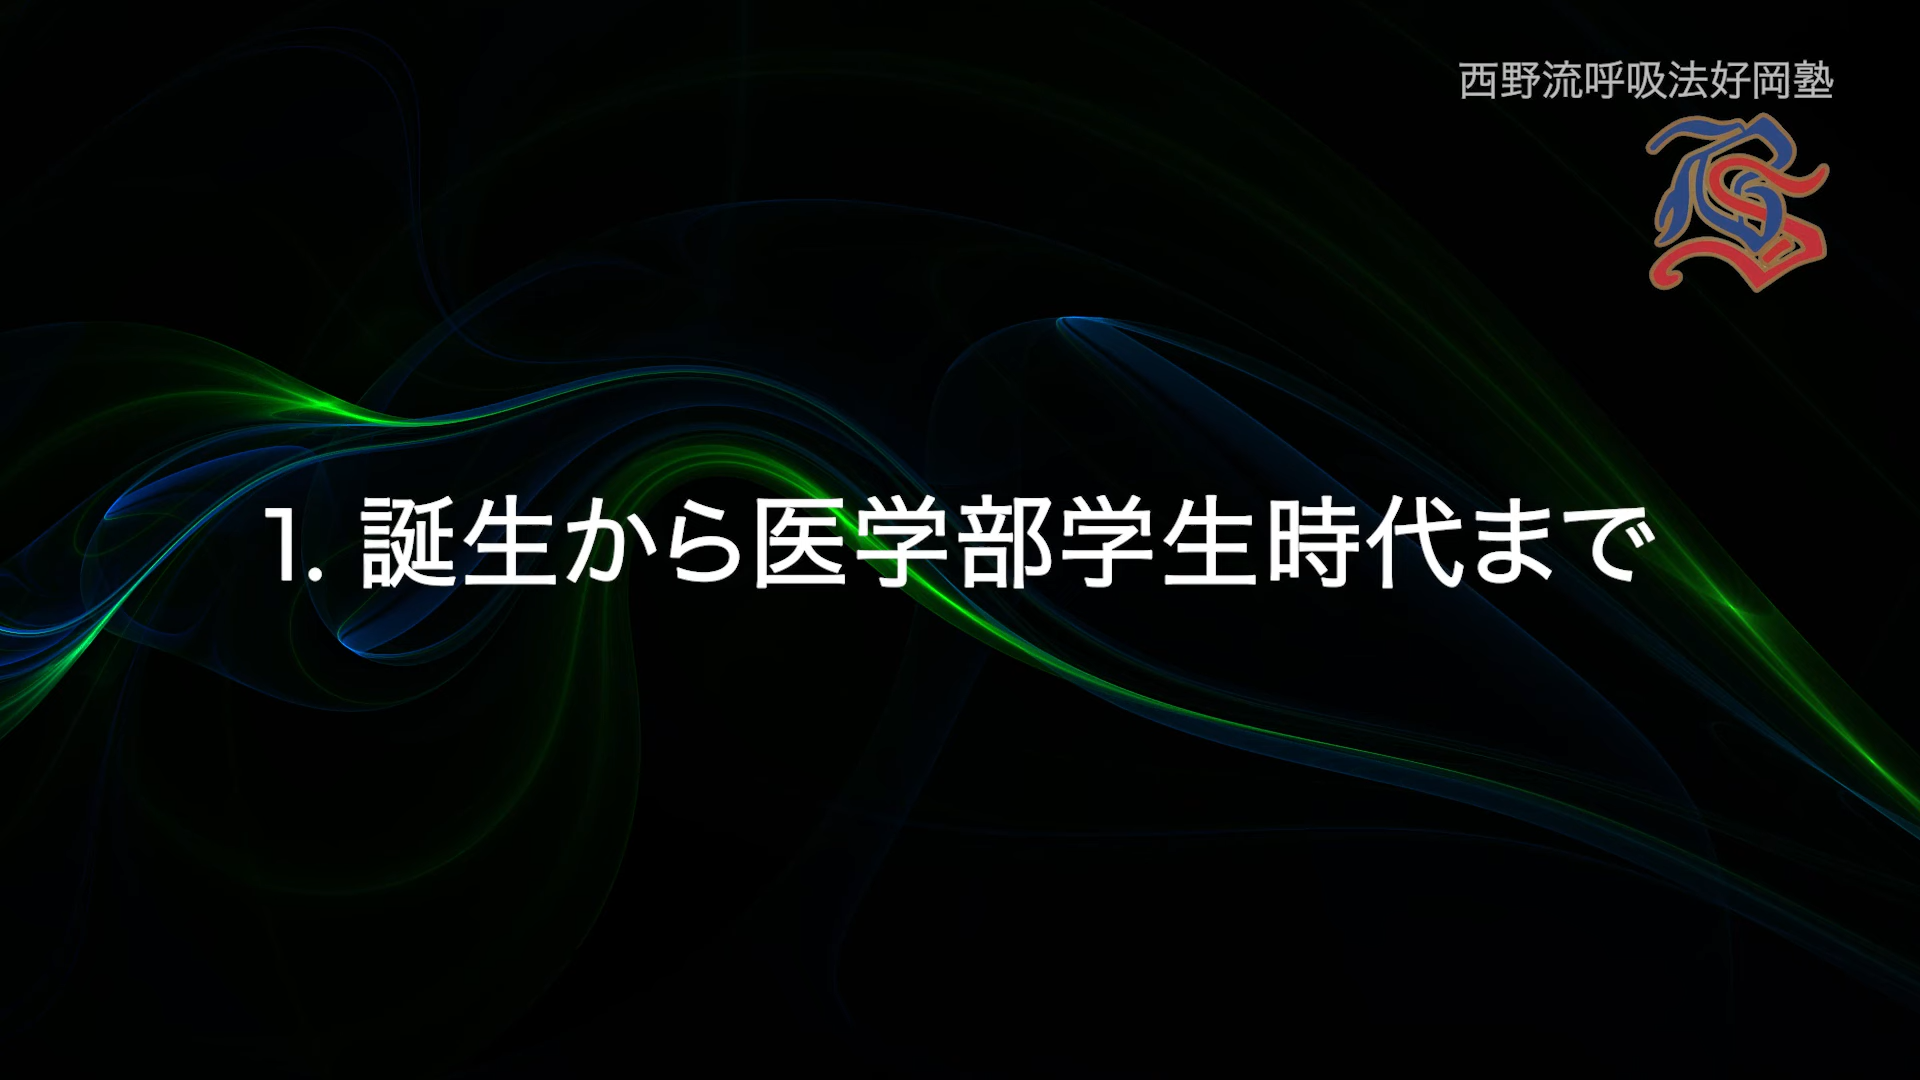 西野流呼吸法好岡塾
1. 誕生から医学部学生時代まで